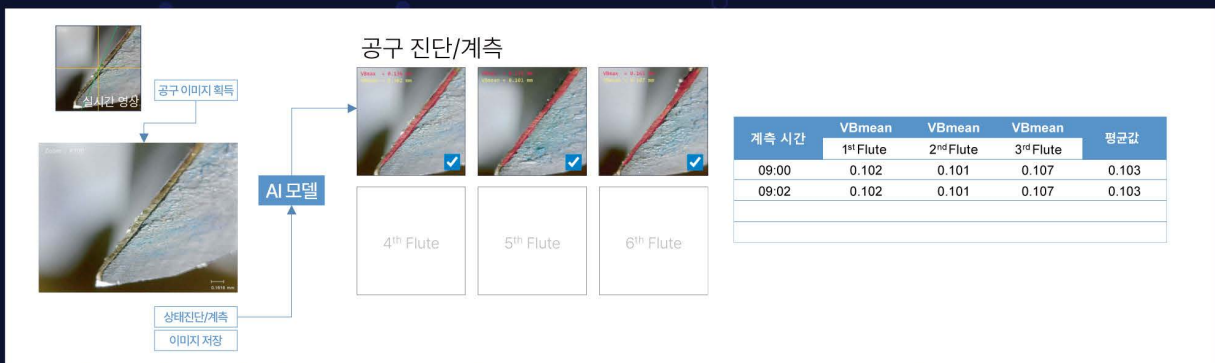 실시간 영상
공구 이미지 획득
공구 진단/계측
AI 모델
상태진단/계측
이미지 저장
0.1016 mm
4th Flute
5th Flute
6th Flute
계측 시간 VBmean VBmean VBmean 평균값
1st Flute 2nd Flute 3rd Flute
09:00 0.102 0.101 0.107 0.103
09:02 0.102 0.101 0.107 0.103